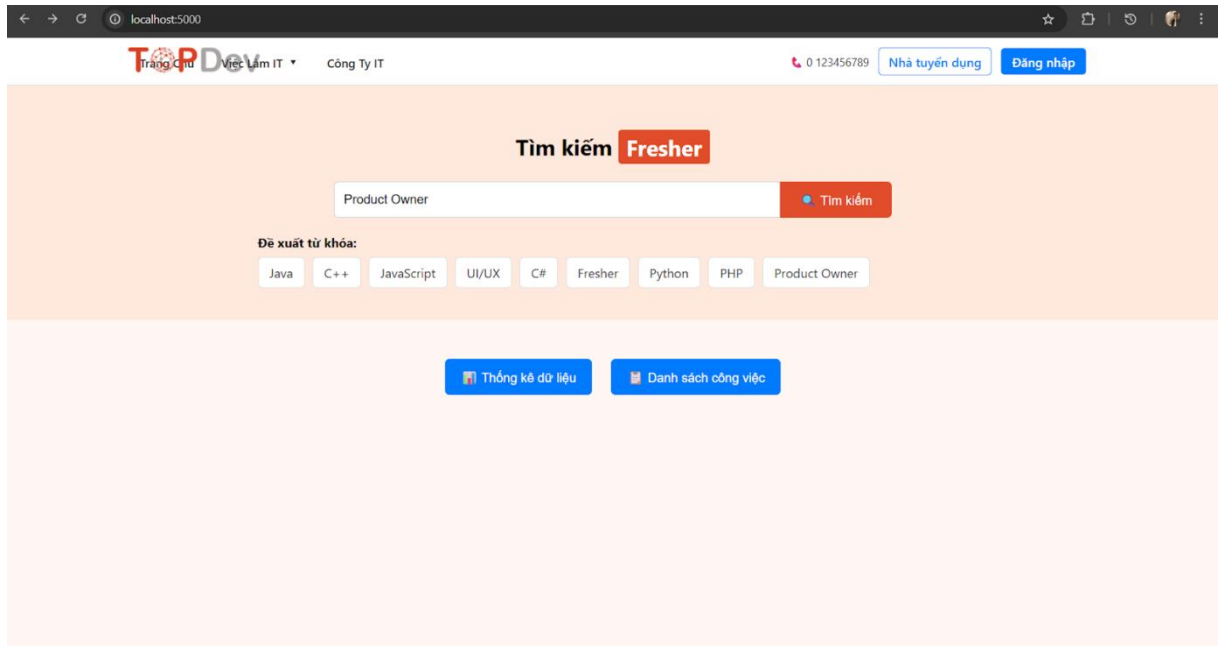 localhost:5000
TOPDev
Trang Chủ Việc Làm IT ▾ Công Ty IT 0 123456789 Nhà tuyển dụng Đăng nhập
Tìm kiếm Fresher
Product Owner Tìm kiếm
Đề xuất từ khóa:
Java C++ JavaScript UI/UX C# Fresher Python PHP Product Owner
Thống kê dữ liệu Danh sách công việc